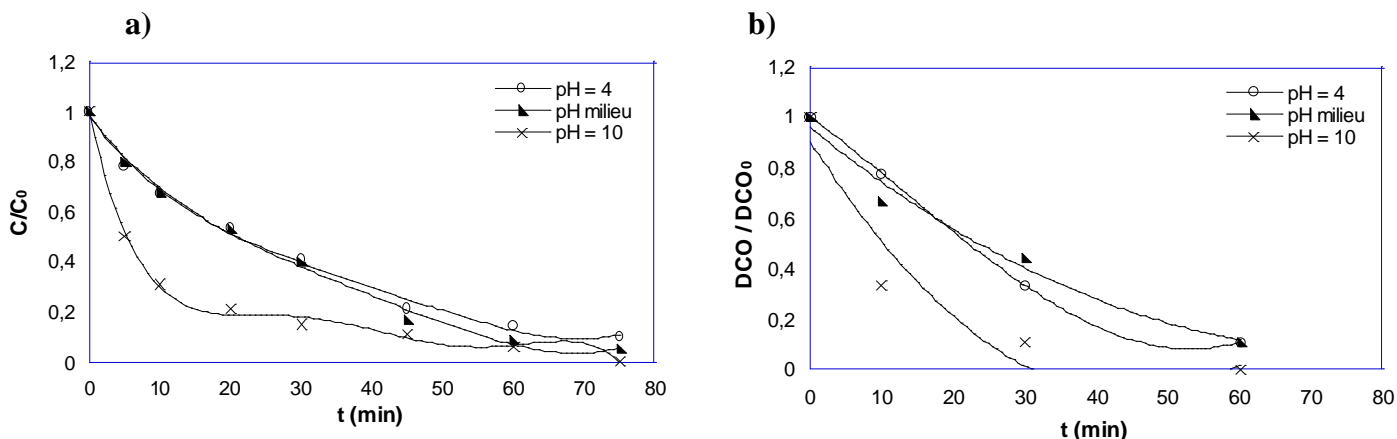 a)
1,2
1
0,8
0,6
0,4
0,2
0
C/C₀
0 10 20 30 40 50 60 70 80
t (min)
pH = 4
pH milieu
pH = 10
b)
1,2
1
0,8
0,6
0,4
0,2
0
DCO / DCO₀
0 10 20 30 40 50 60 70 80
t (min)
pH = 4
pH milieu
pH = 10